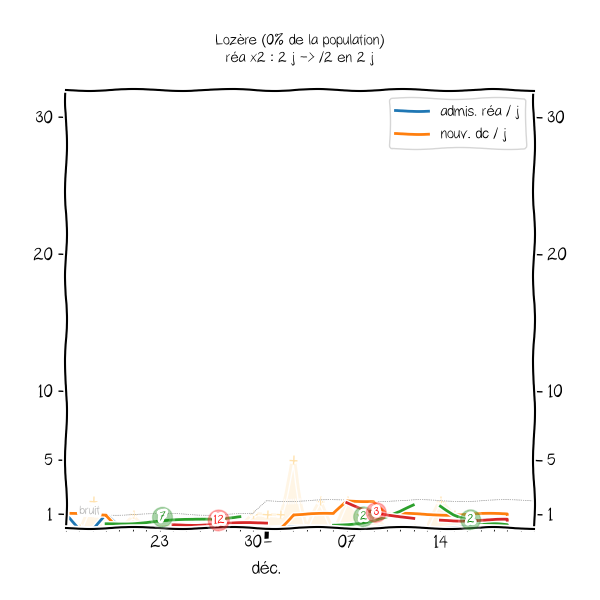 Lozère (0% de la population)
réa x2 : 2 j -> /2 en 2 j
admis. réa / j
nouv. dc / j
30 30
20 20
10 10
5 5
1 1
bruit
7 12 2 3 2
23 30 07 14
déc.